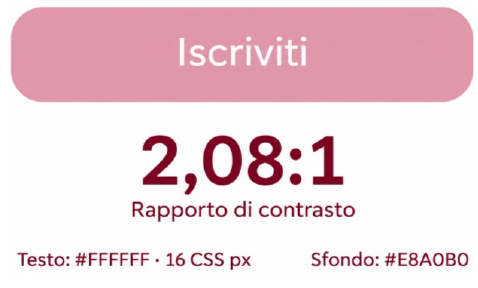 Iscriviti
2,08:1
Rapporto di contrasto
Testo: #FFFFFF · 16 CSS px
Sfondo: #E8A0B0